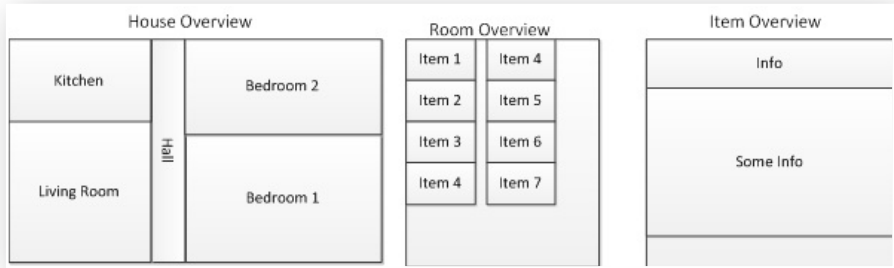 House Overview
Kitchen
Living Room
Hall
Bedroom 2
Bedroom 1
Room Overview
Item 1
Item 2
Item 3
Item 4
Item 4
Item 5
Item 6
Item 7
Item Overview
Info
Some Info